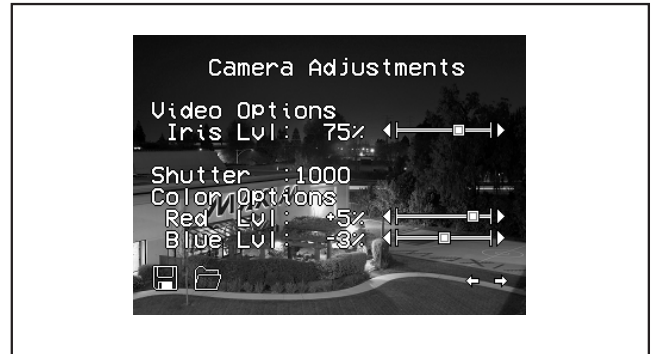 Camera Adjustments
Video Options
Iris Lvl: 75%
Shutter :1000
Color Options
Red Lvl: +5%
Blue Lvl: -3%